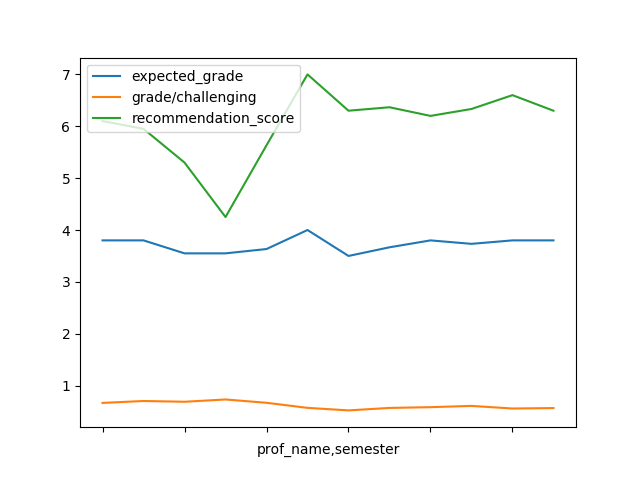 expected_grade
grade/challenging
recommendation_score
7
6
5
4
3
2
1
prof_name,semester